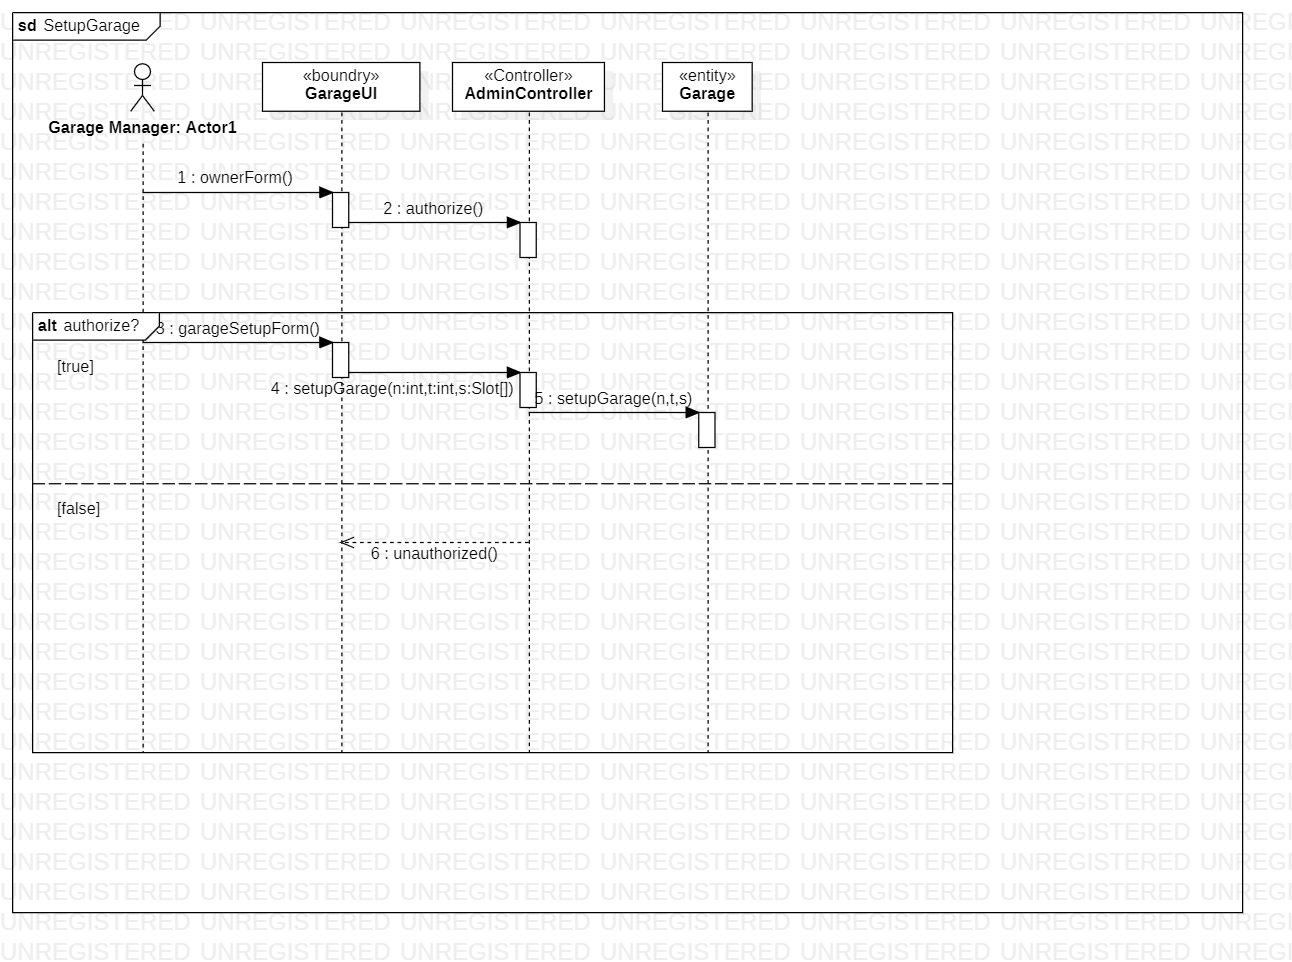 sd SetupGarage
«boundry»
GarageUI
«Controller»
AdminController
«entity»
Garage
Garage Manager: Actor1
1 : ownerForm()
2 : authorize()
alt authorize?
3 : garageSetupForm()
[true]
4 : setupGarage(n:int,t:int,s:Slot[])
5 : setupGarage(n,t,s)
[false]
6 : unauthorized()
UNREGISTERED